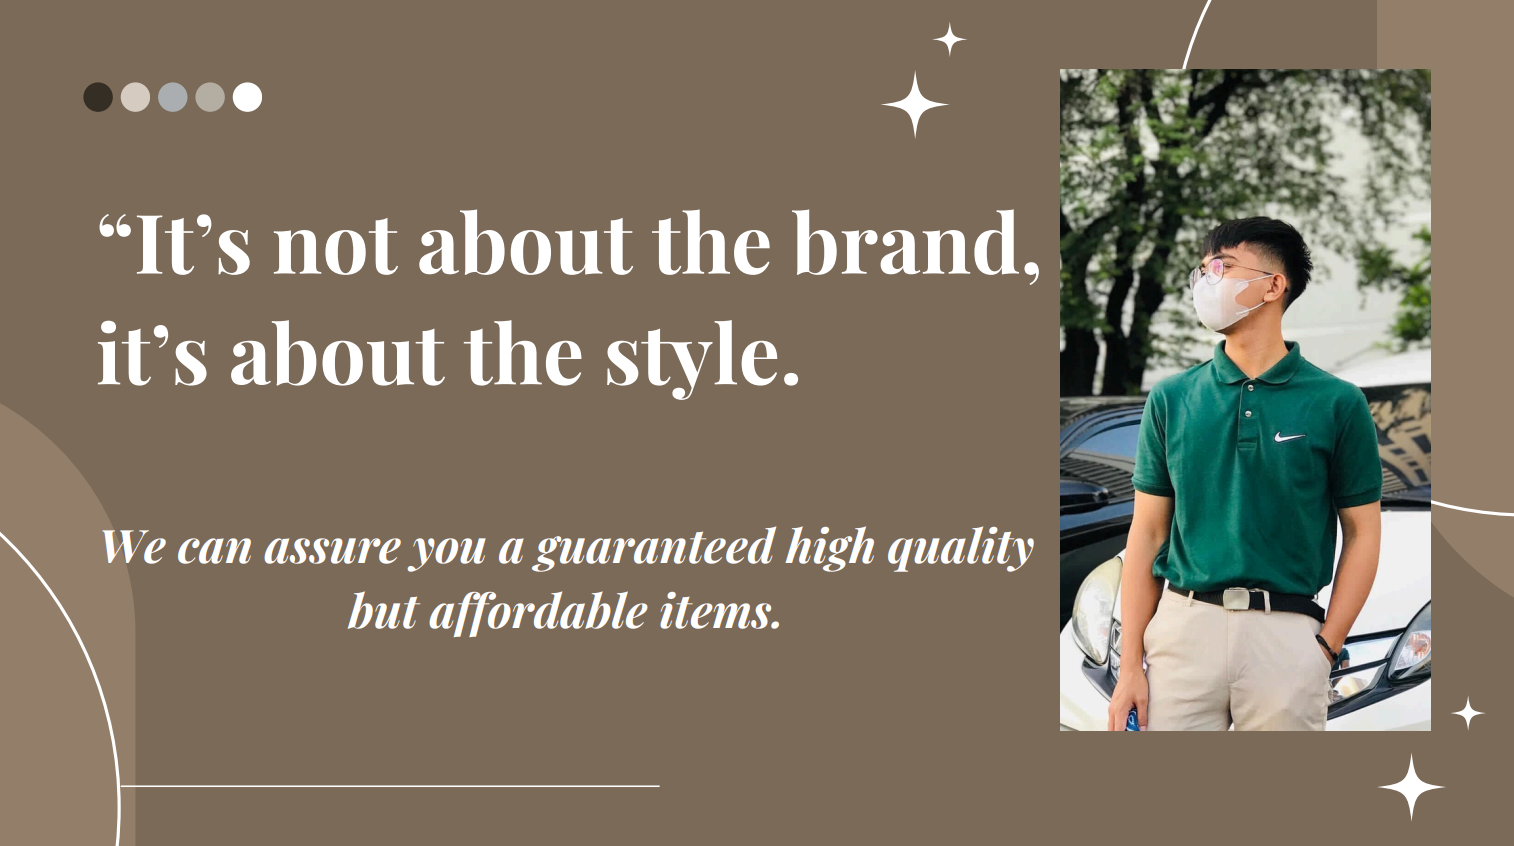 “It’s not about the brand,
it’s about the style.
We can assure you a guaranteed high quality
but affordable items.